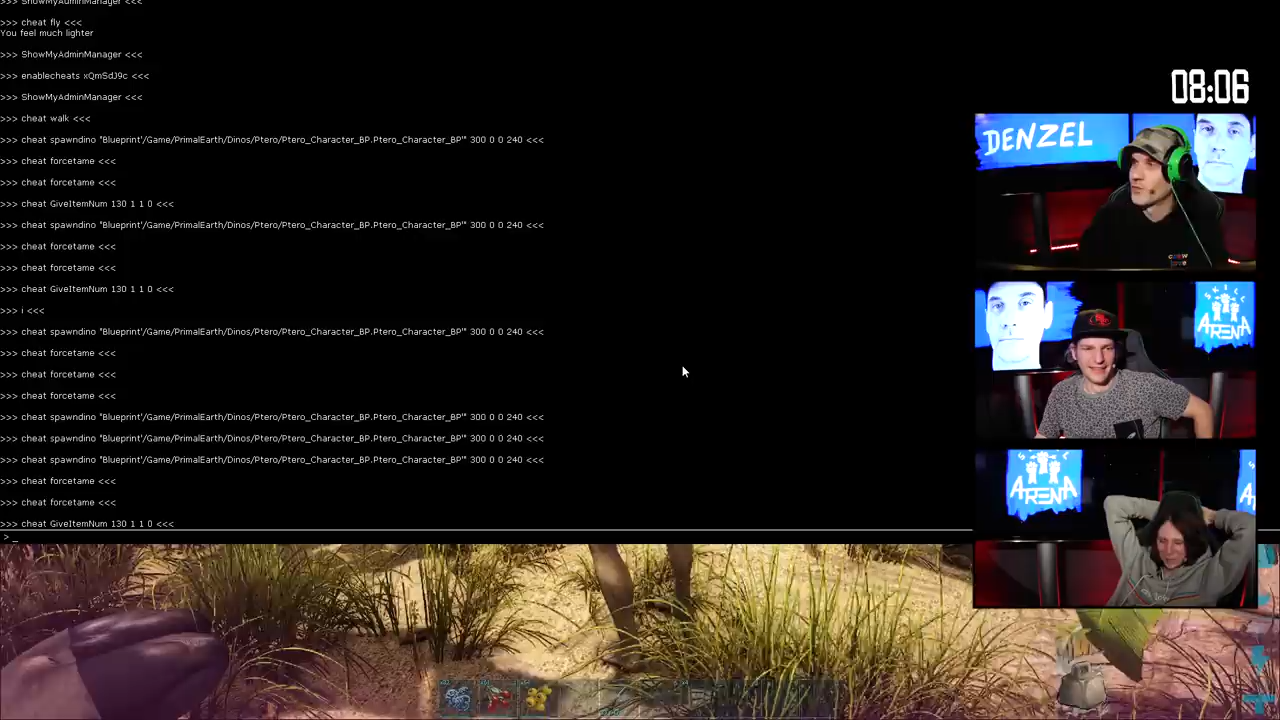 ShowMyAdminManager <<<
>>> cheat fly <<<
You feel much lighter
>>> ShowMyAdminManager <<<
>>> enablecheats xQmSdJ9c <<<
>>> ShowMyAdminManager <<<
>>> cheat walk <<<
>>> cheat spawndino "Blueprint'/Game/PrimalEarth/Dinos/Ptero/Ptero_Character_BP.Ptero_Character_BP'" 300 0 0 240 <<<
>>> cheat forcetame <<<
>>> cheat forcetame <<<
>>> cheat GiveItemNum 130 1 1 0 <<<
>>> cheat spawndino "Blueprint'/Game/PrimalEarth/Dinos/Ptero/Ptero_Character_BP.Ptero_Character_BP'" 300 0 0 240 <<<
>>> cheat forcetame <<<
>>> cheat forcetame <<<
>>> cheat GiveItemNum 130 1 1 0 <<<
>>> i <<<
>>> cheat spawndino "Blueprint'/Game/PrimalEarth/Dinos/Ptero/Ptero_Character_BP.Ptero_Character_BP'" 300 0 0 240 <<<
>>> cheat forcetame <<<
>>> cheat forcetame <<<
>>> cheat forcetame <<<
>>> cheat spawndino "Blueprint'/Game/PrimalEarth/Dinos/Ptero/Ptero_Character_BP.Ptero_Character_BP'" 300 0 0 240 <<<
>>> cheat spawndino "Blueprint'/Game/PrimalEarth/Dinos/Ptero/Ptero_Character_BP.Ptero_Character_BP'" 300 0 0 240 <<<
>>> cheat spawndino "Blueprint'/Game/PrimalEarth/Dinos/Ptero/Ptero_Character_BP.Ptero_Character_BP'" 300 0 0 240 <<<
>>> cheat forcetame <<<
>>> cheat forcetame <<<
>>> cheat GiveItemNum 130 1 1 0 <<<
> _
08:06
DENZEL
ARENA
ARENA